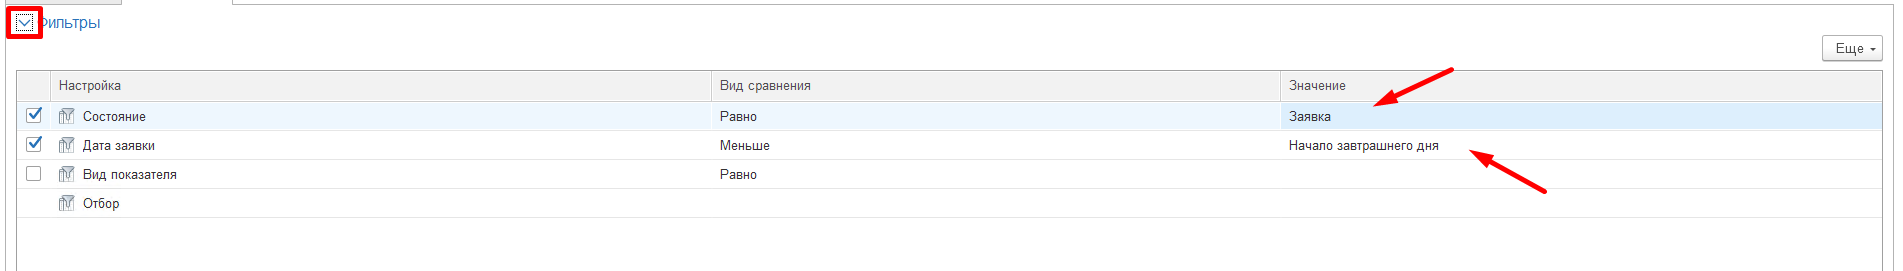 Фильтры
Еще
Настройка Вид сравнения Значение
Состояние Равно Заявка
Дата заявки Меньше Начало завтрашнего дня
Вид показателя Равно
Отбор